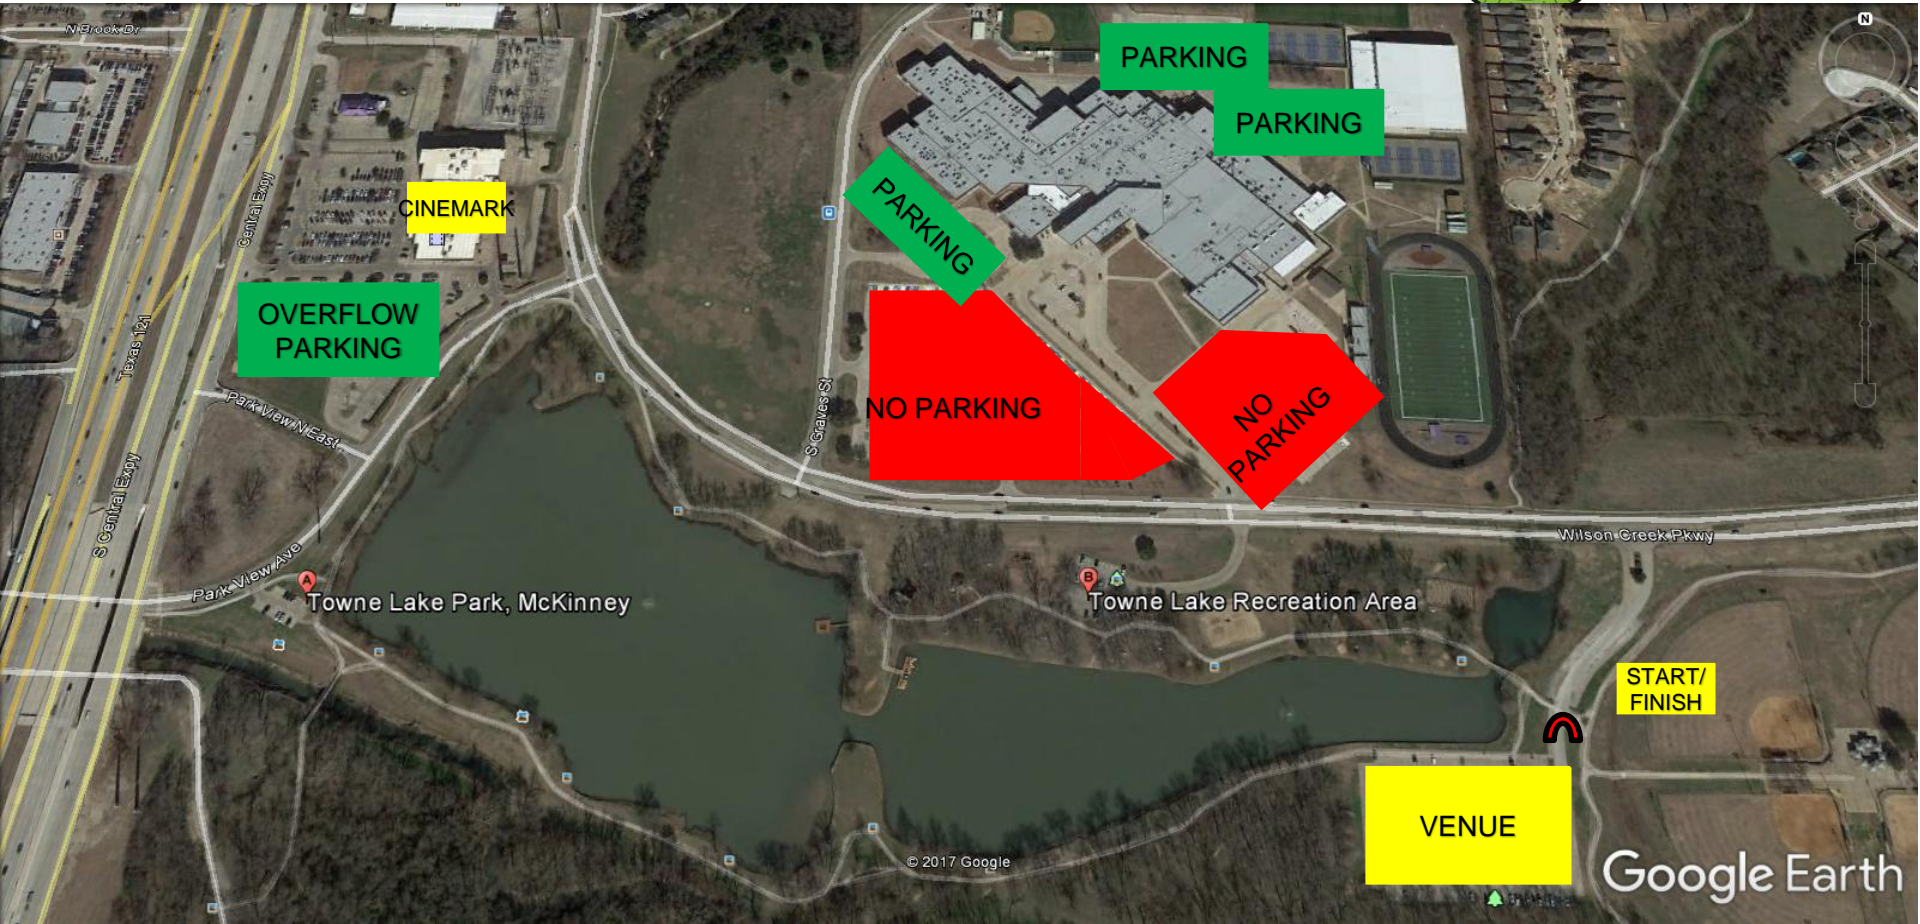 N Brook Dr
N
PARKING
PARKING
PARKING
CINEMARK
Central Expy
OVERFLOW
PARKING
Texas 121
Park View N East
S Graves St
NO PARKING
NO
PARKING
S Central Expy
Wilson Creek Pkwy
Park View Ave
A
Towne Lake Park, McKinney
B
Towne Lake Recreation Area
START/
FINISH
VENUE
© 2017 Google
Google Earth